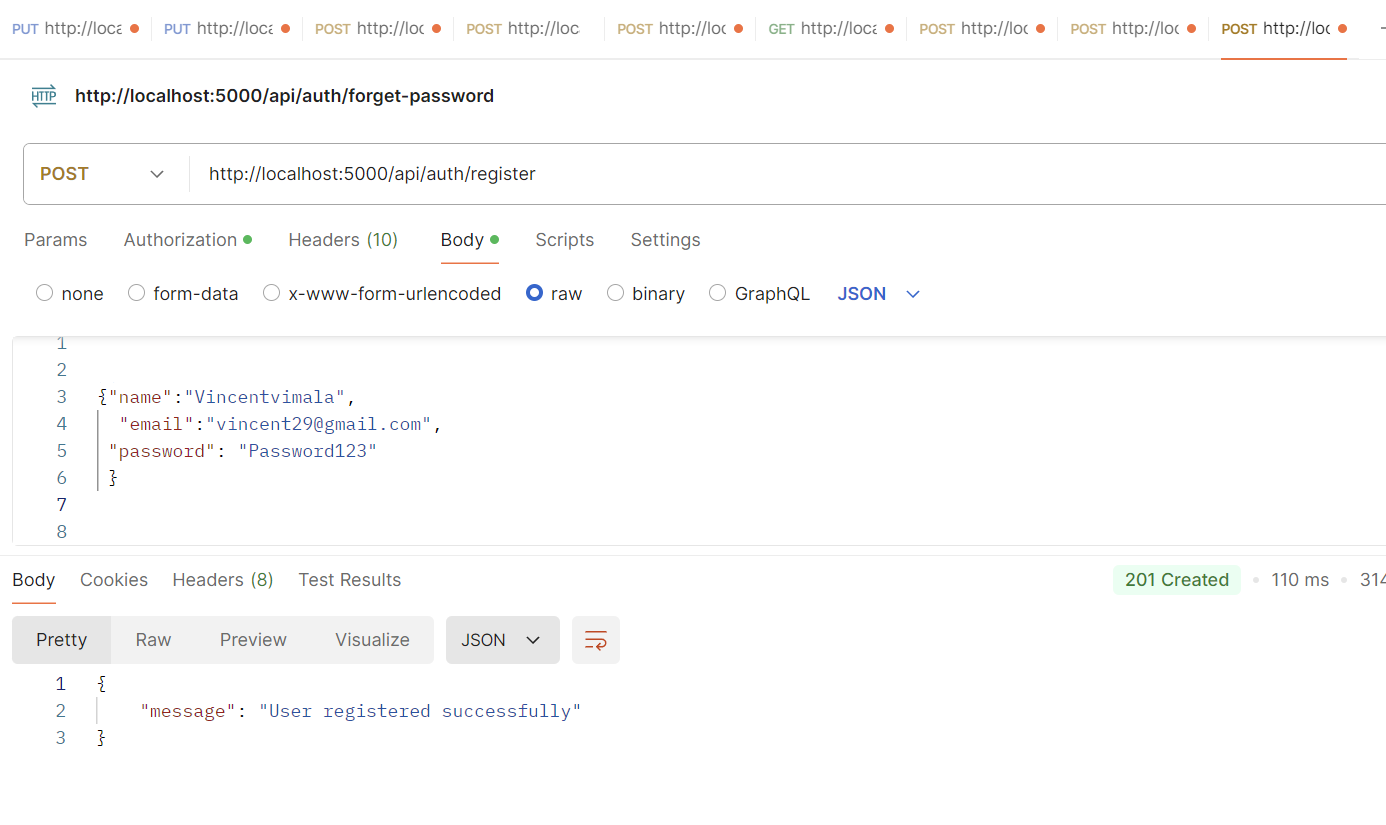 PUT http://loca PUT http://loca POST http://loc POST http://loc POST http://loc GET http://loca POST http://loc POST http://loc POST http://loc
HTTP http://localhost:5000/api/auth/forget-password
POST http://localhost:5000/api/auth/register
Params Authorization Headers (10) Body Scripts Settings
none form-data x-www-form-urlencoded raw binary GraphQL JSON
1
2
3 {"name":"Vincentvimala",
4 "email":"vincent29@gmail.com",
5 "password": "Password123"
6 }
7
8
Body Cookies Headers (8) Test Results 201 Created 110 ms 314
Pretty Raw Preview Visualize JSON
1 {
2 "message": "User registered successfully"
3 }